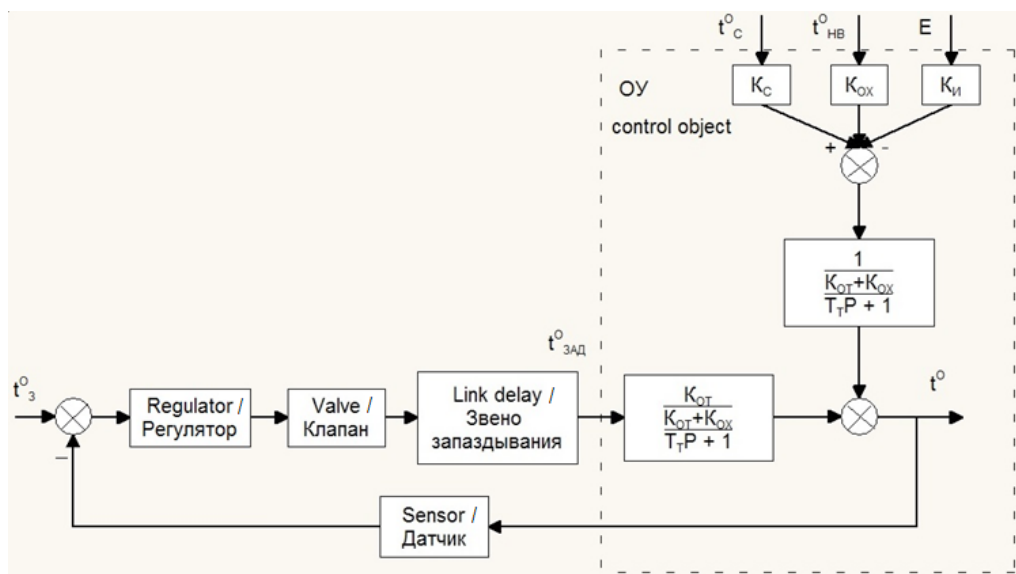 t°С t°НВ E
КС КОХ КИ
ОУ
control object
+ -
1
КОТ+КОХ
ТТР + 1
t°ЗАД
t°З
Regulator /
Регулятор
Valve /
Клапан
Link delay /
Звено
запаздывания
КОТ
КОТ+КОХ
ТТР + 1
t°
–
Sensor /
Датчик